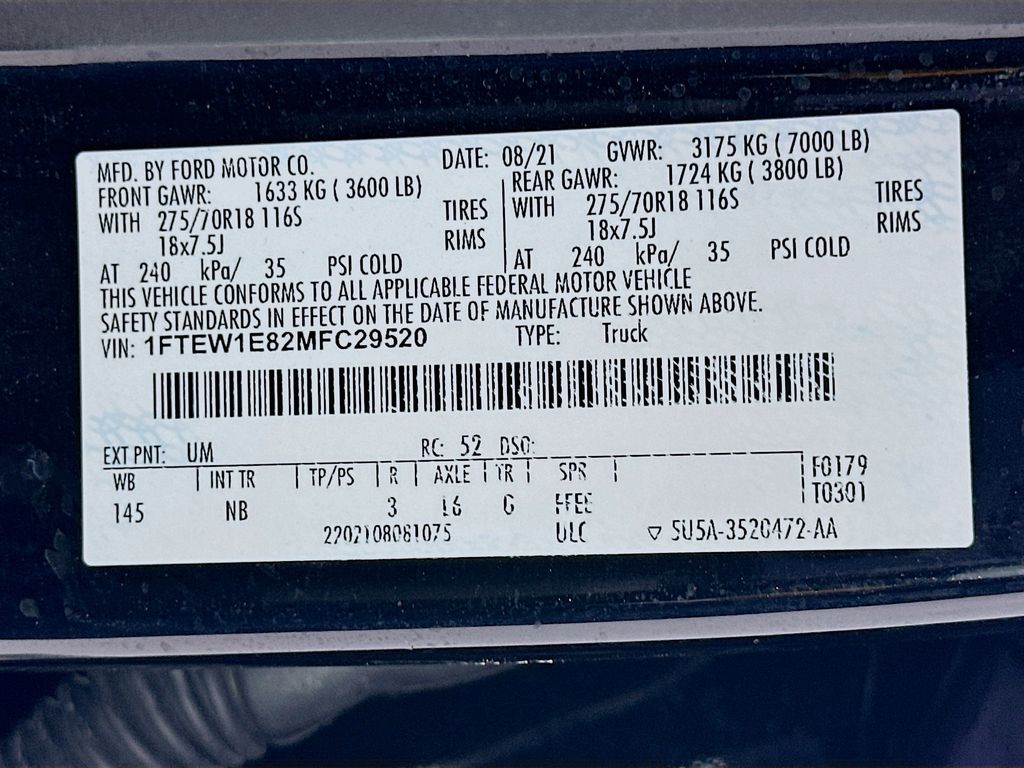 MFD. BY FORD MOTOR CO. DATE: 08/21 GVWR: 3175 KG ( 7000 LB)
FRONT GAWR: 1633 KG ( 3600 LB) REAR GAWR: 1724 KG ( 3800 LB)
WITH 275/70R18 116S TIRES WITH 275/70R18 116S TIRES
18x7.5J RIMS 18x7.5J RIMS
AT 240 kPa/ 35 PSI COLD AT 240 kPa/ 35 PSI COLD
THIS VEHICLE CONFORMS TO ALL APPLICABLE FEDERAL MOTOR VEHICLE
SAFETY STANDARDS IN EFFECT ON THE DATE OF MANUFACTURE SHOWN ABOVE.
VIN: 1FTEW1E82MFC29520 TYPE: Truck
EXT PNT: UM RC: 52 DSO:
WB INT TR TP/PS R AXLE TR SPR F0179
145 NB 3 16 G T0301
2202108081075 ULC ▽ 5U5A-3520472-AA